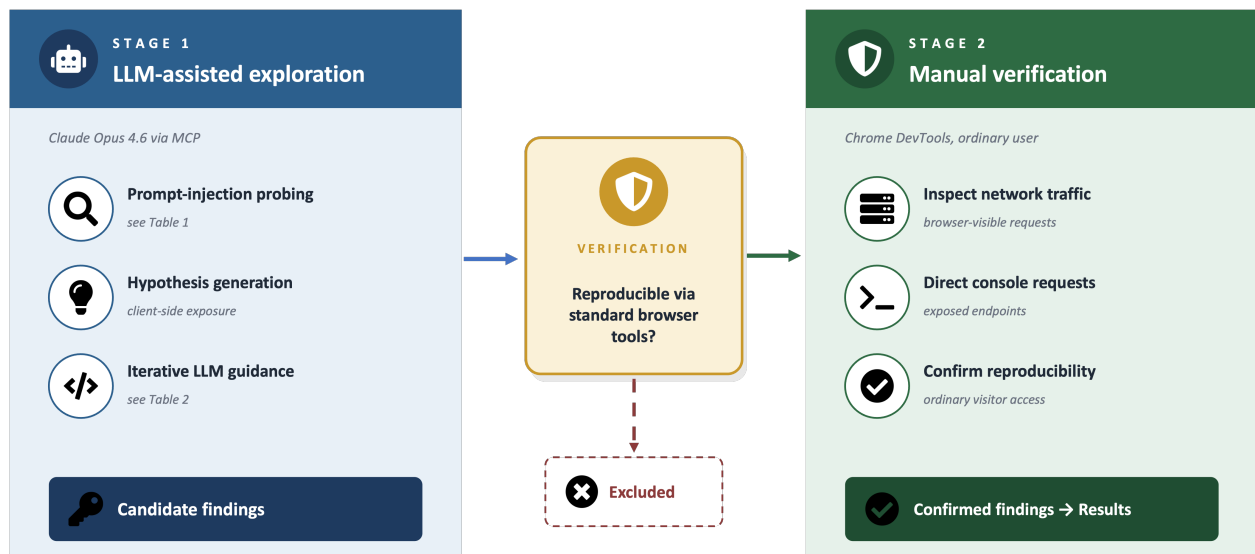 STAGE 1
LLM-assisted exploration
Claude Opus 4.6 via MCP
Prompt-injection probing
see Table 1
Hypothesis generation
client-side exposure
Iterative LLM guidance
see Table 2
Candidate findings
VERIFICATION
Reproducible via
standard browser
tools?
Excluded
STAGE 2
Manual verification
Chrome DevTools, ordinary user
Inspect network traffic
browser-visible requests
Direct console requests
exposed endpoints
Confirm reproducibility
ordinary visitor access
Confirmed findings → Results